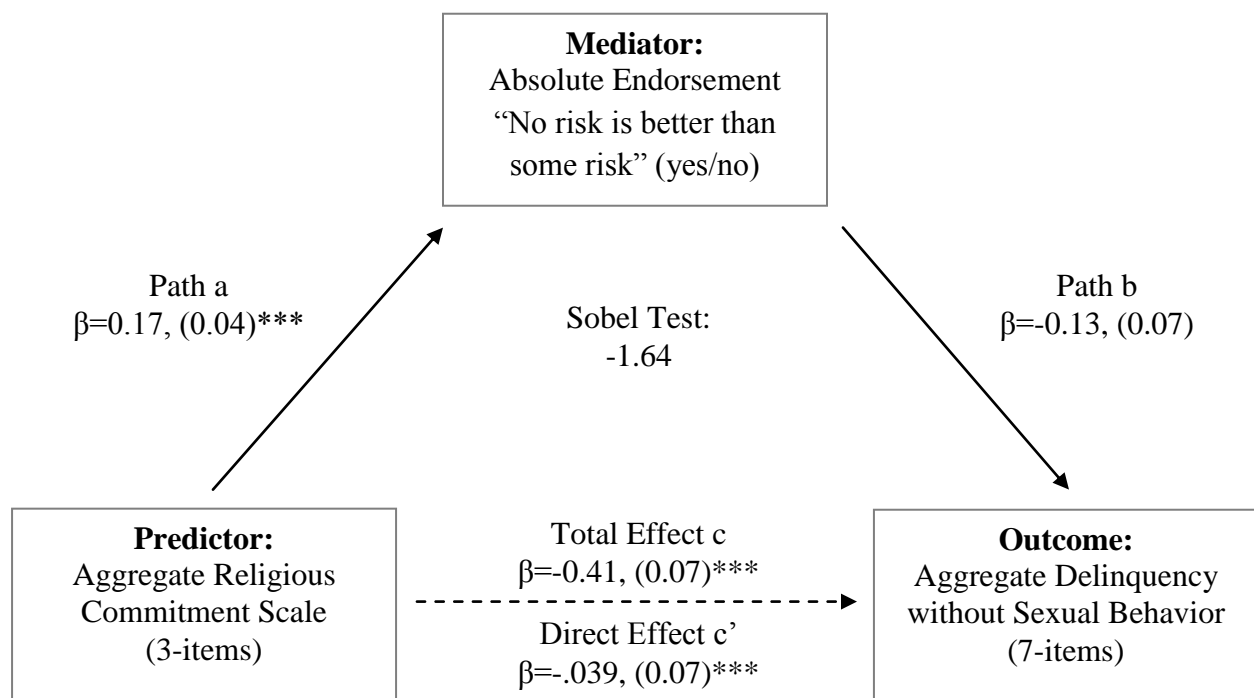 Mediator:
Absolute Endorsement
“No risk is better than
some risk” (yes/no)
Path a
β=0.17, (0.04)***
Sobel Test:
-1.64
Path b
β=-0.13, (0.07)
Predictor:
Aggregate Religious
Commitment Scale
(3-items)
Total Effect c
β=-0.41, (0.07)***
Direct Effect c’
β=-.039, (0.07)***
Outcome:
Aggregate Delinquency
without Sexual Behavior
(7-items)